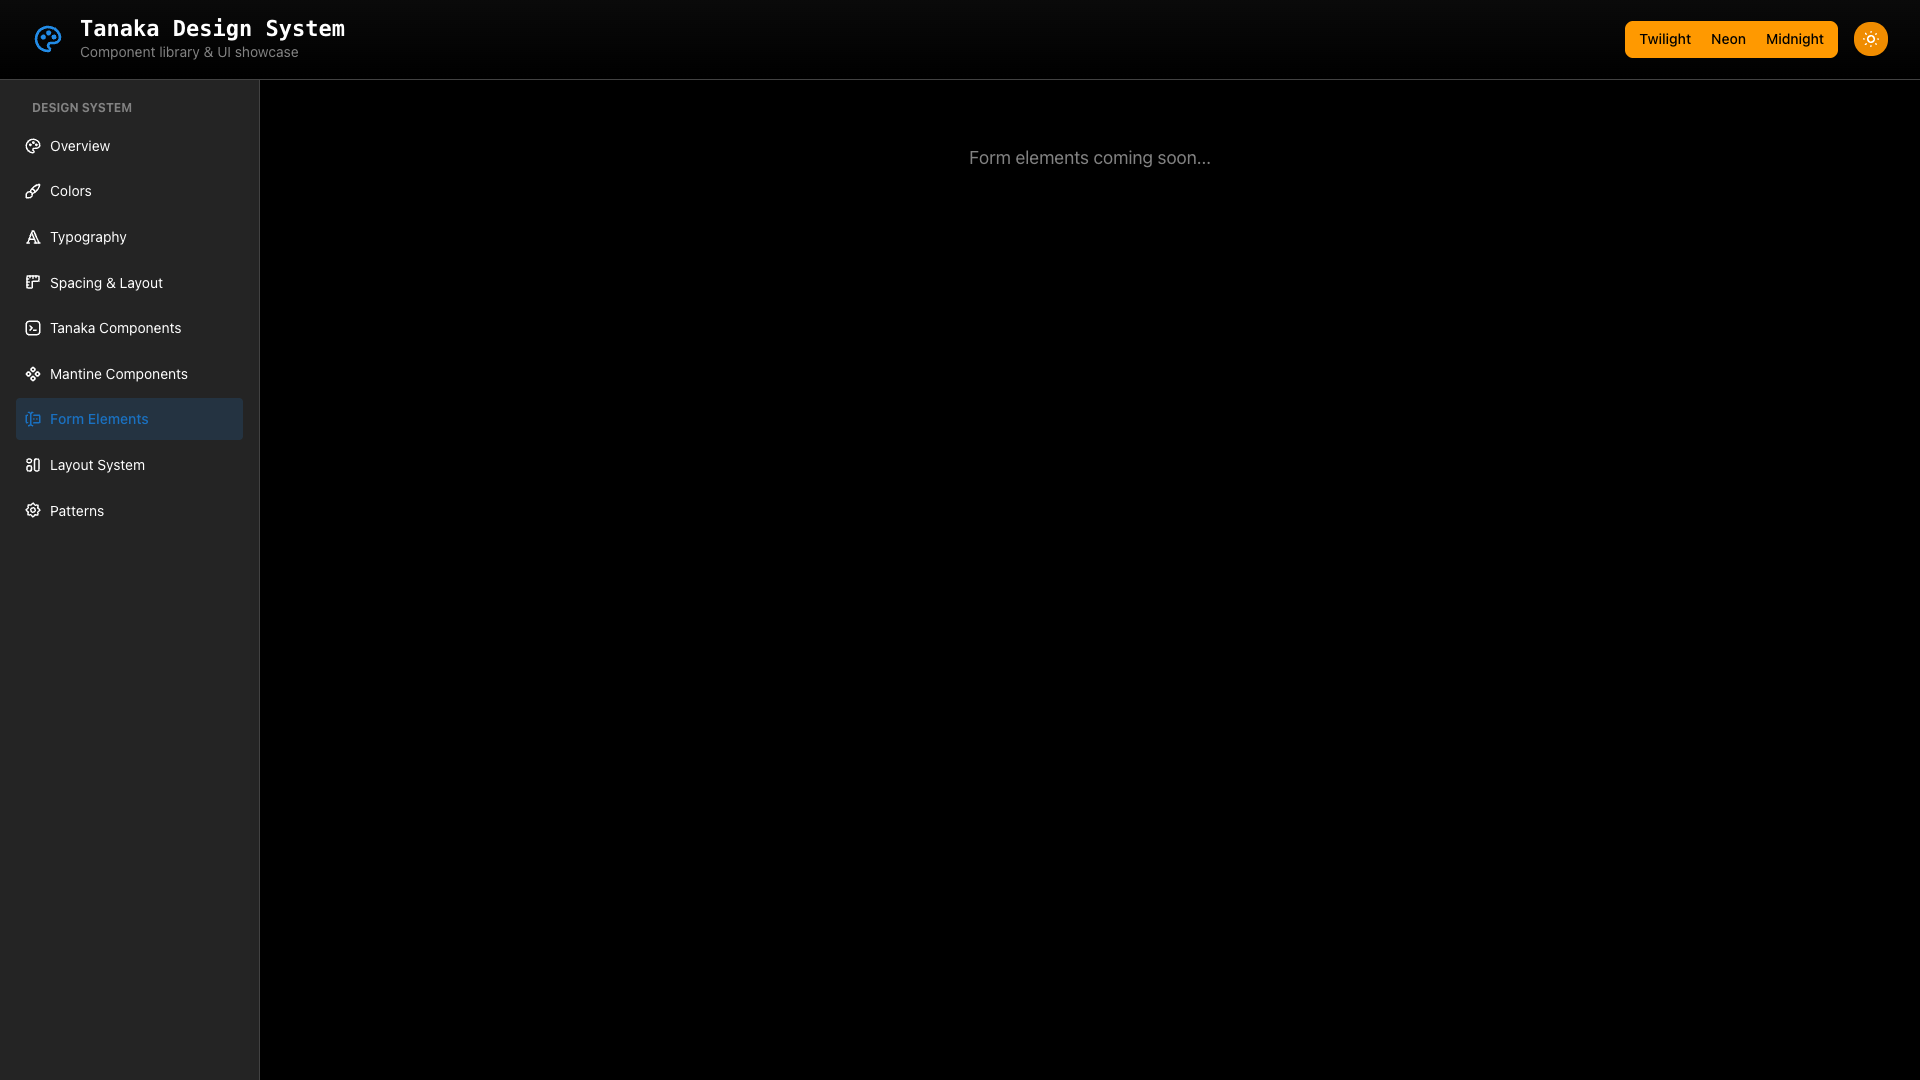 Tanaka Design System
Component library & UI showcase
Twilight
Neon
Midnight
DESIGN SYSTEM
Overview
Colors
Typography
Spacing & Layout
Tanaka Components
Mantine Components
Form Elements
Layout System
Patterns
Form elements coming soon...